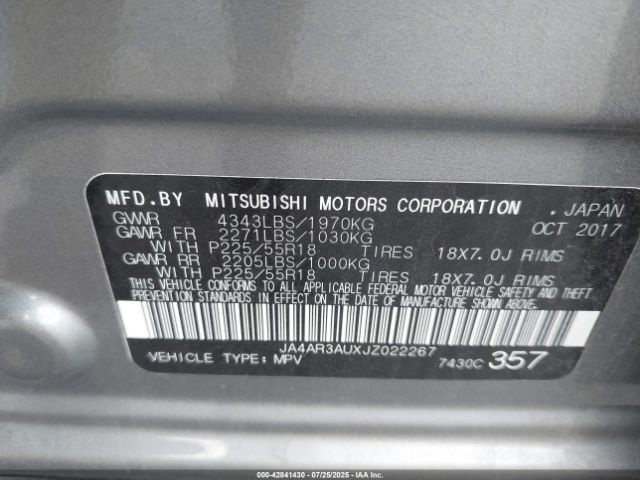 MFD.BY MITSUBISHI MOTORS CORPORATION . JAPAN
GVWR 4343LBS/1970KG OCT 2017
GAWR FR 2271LBS/1030KG
WITH P225/55R18 TIRES 18X7.0J RIMS
GAWR RR 2205LBS/1000KG
WITH P225/55R18 TIRES 18X7.0J RIMS
THIS VEHICLE CONFORMS TO ALL APPLICABLE FEDERAL MOTOR VEHICLE SAFETY AND THEFT
PREVENTION STANDARDS IN EFFECT ON THE DATE OF MANUFACTURE SHOWN ABOVE.
JA4AR3AUXJZ022267
VEHICLE TYPE: MPV 7430C 357
000-42841430 - 07/25/2025 - IAA, Inc.